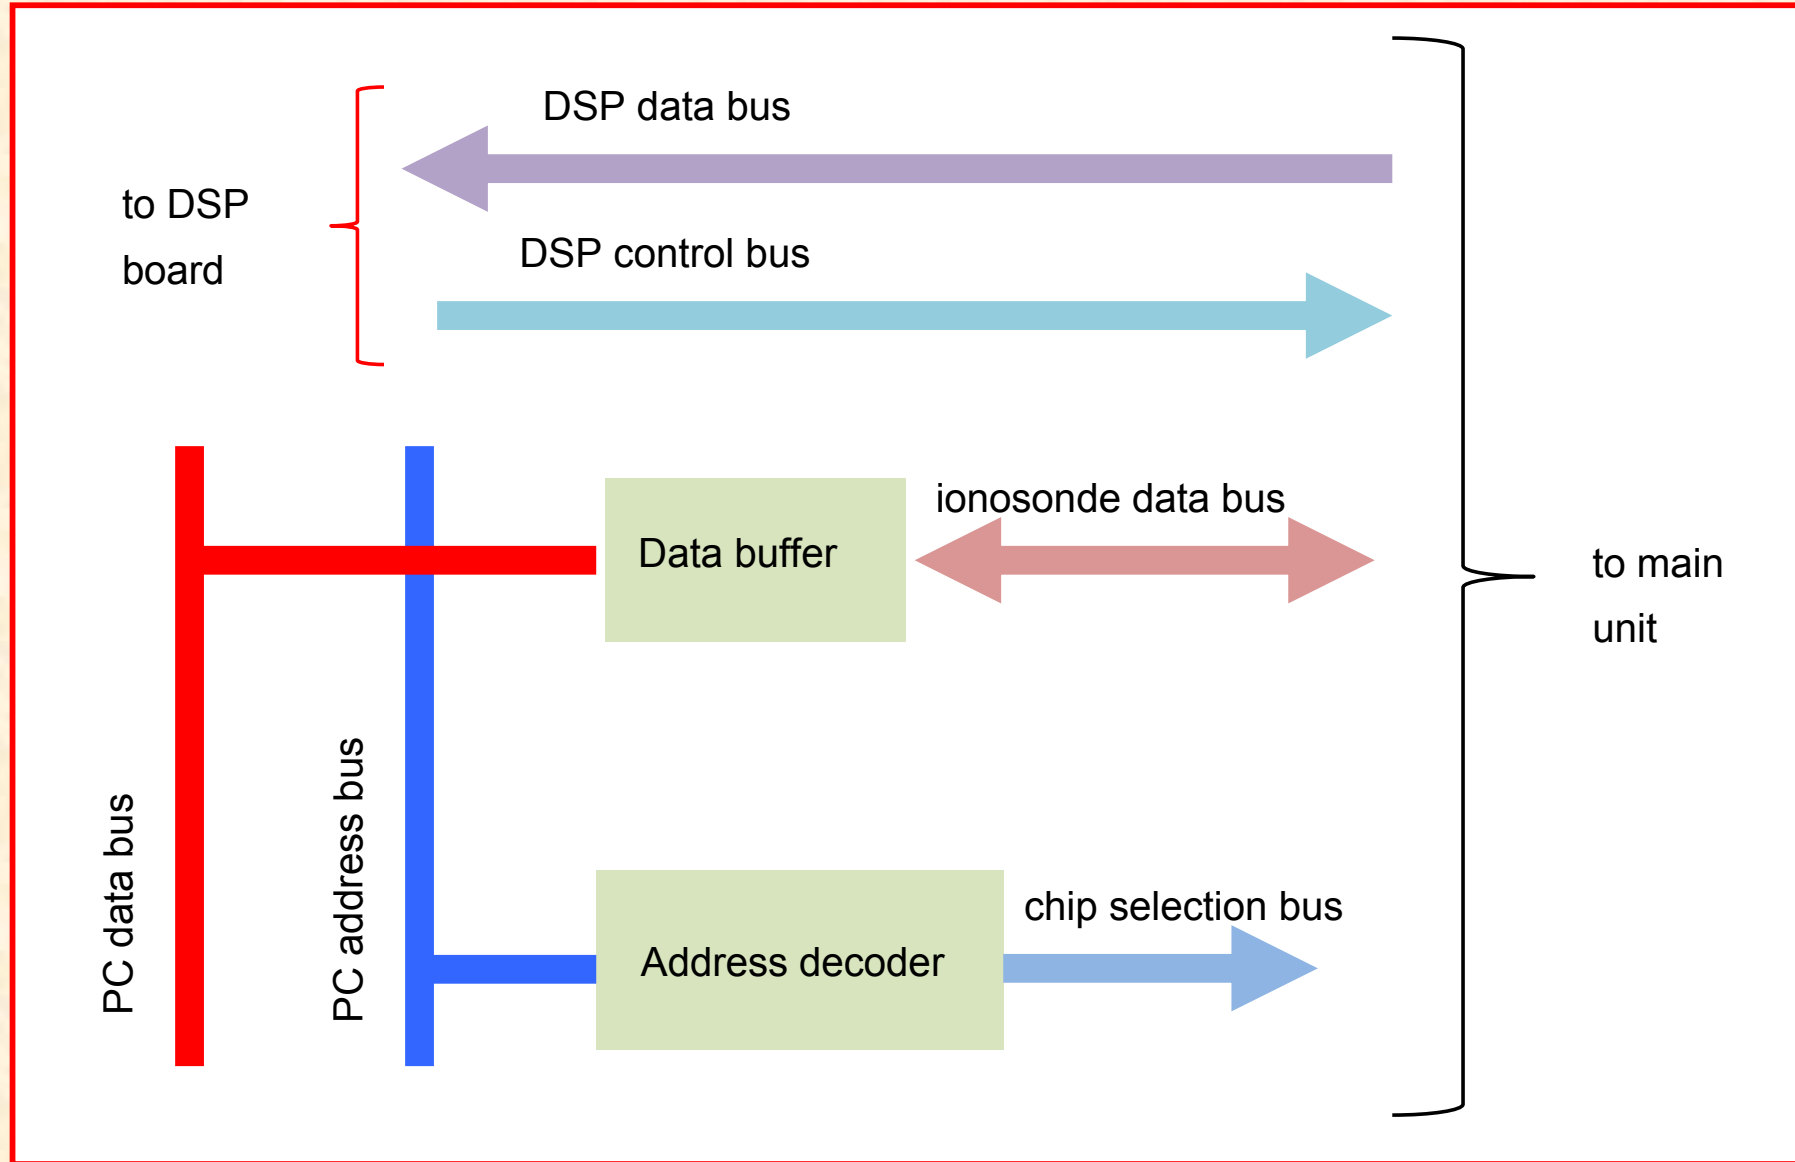 DSP data bus
to DSP
board
DSP control bus
ionosonde data bus
Data buffer
to main
unit
PC data bus
PC address bus
chip selection bus
Address decoder